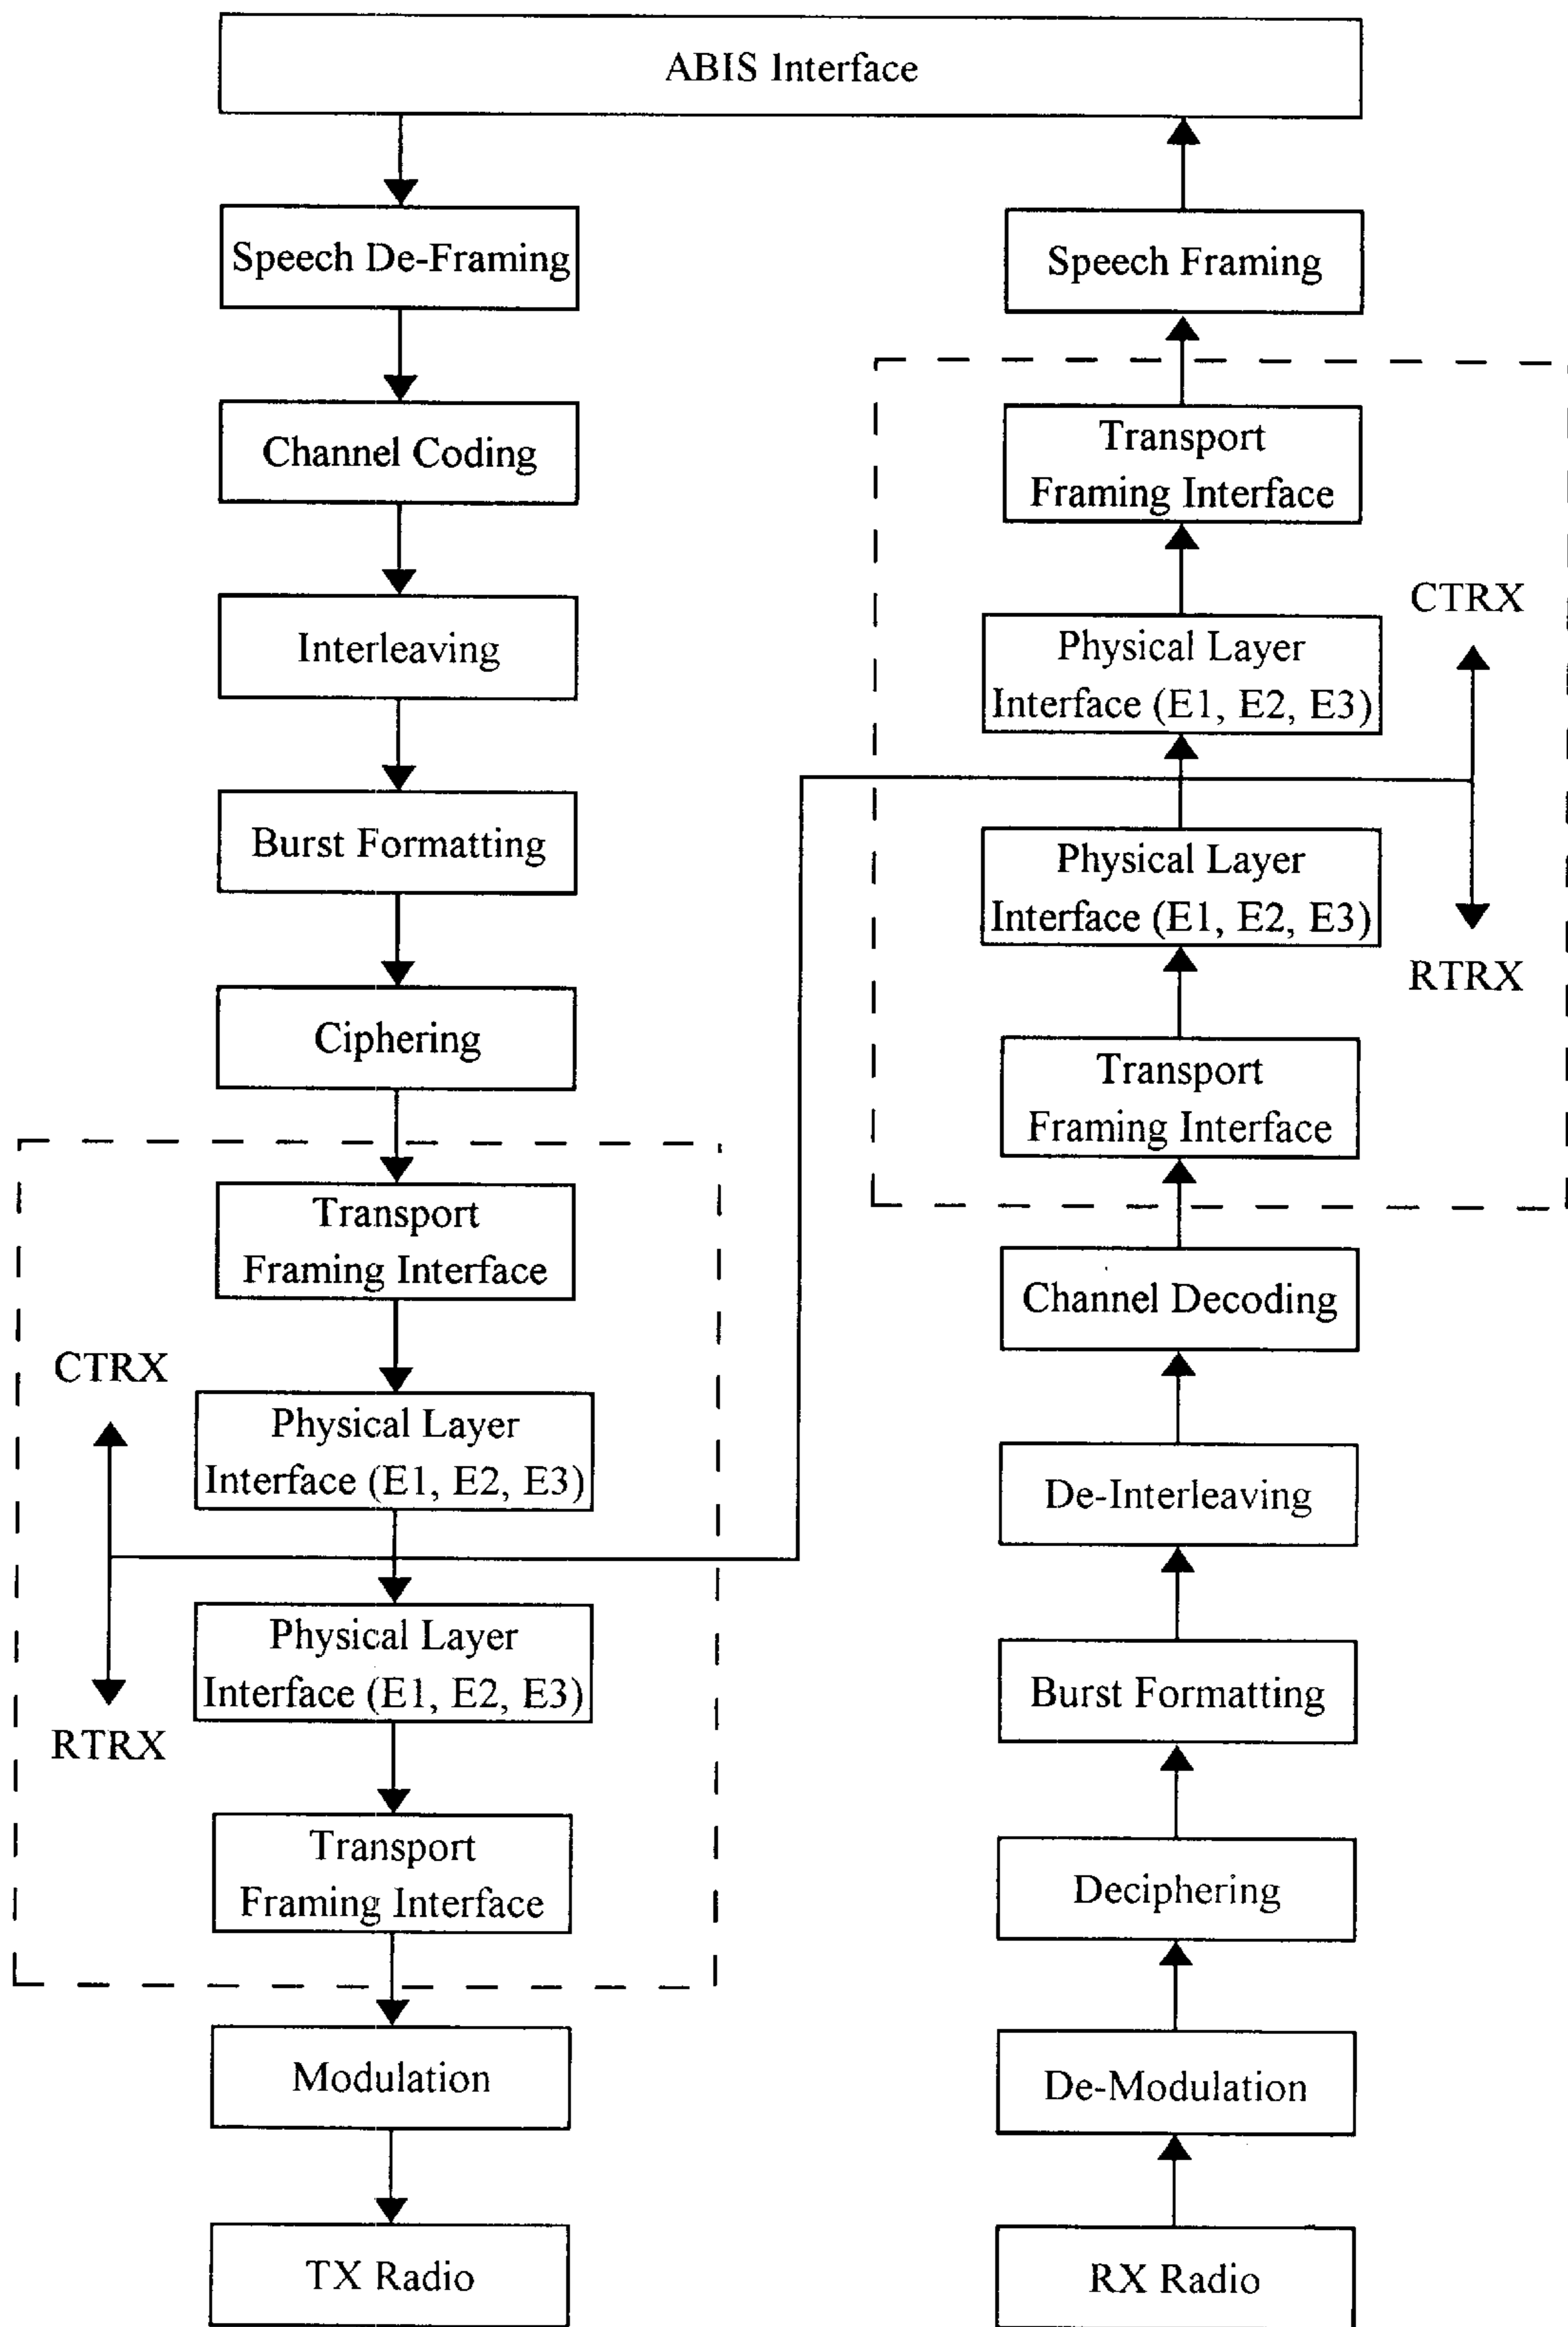 ABIS Interface
Speech De-Framing
Channel Coding
Interleaving
Burst Formatting
Ciphering
Transport
Framing Interface
CTRX
Physical Layer
Interface (E1, E2, E3)
Physical Layer
Interface (E1, E2, E3)
RTRX
Transport
Framing Interface
Modulation
TX Radio
Speech Framing
Transport
Framing Interface
CTRX
Physical Layer
Interface (E1, E2, E3)
Physical Layer
Interface (E1, E2, E3)
RTRX
Transport
Framing Interface
Channel Decoding
De-Interleaving
Burst Formatting
Deciphering
De-Modulation
RX Radio